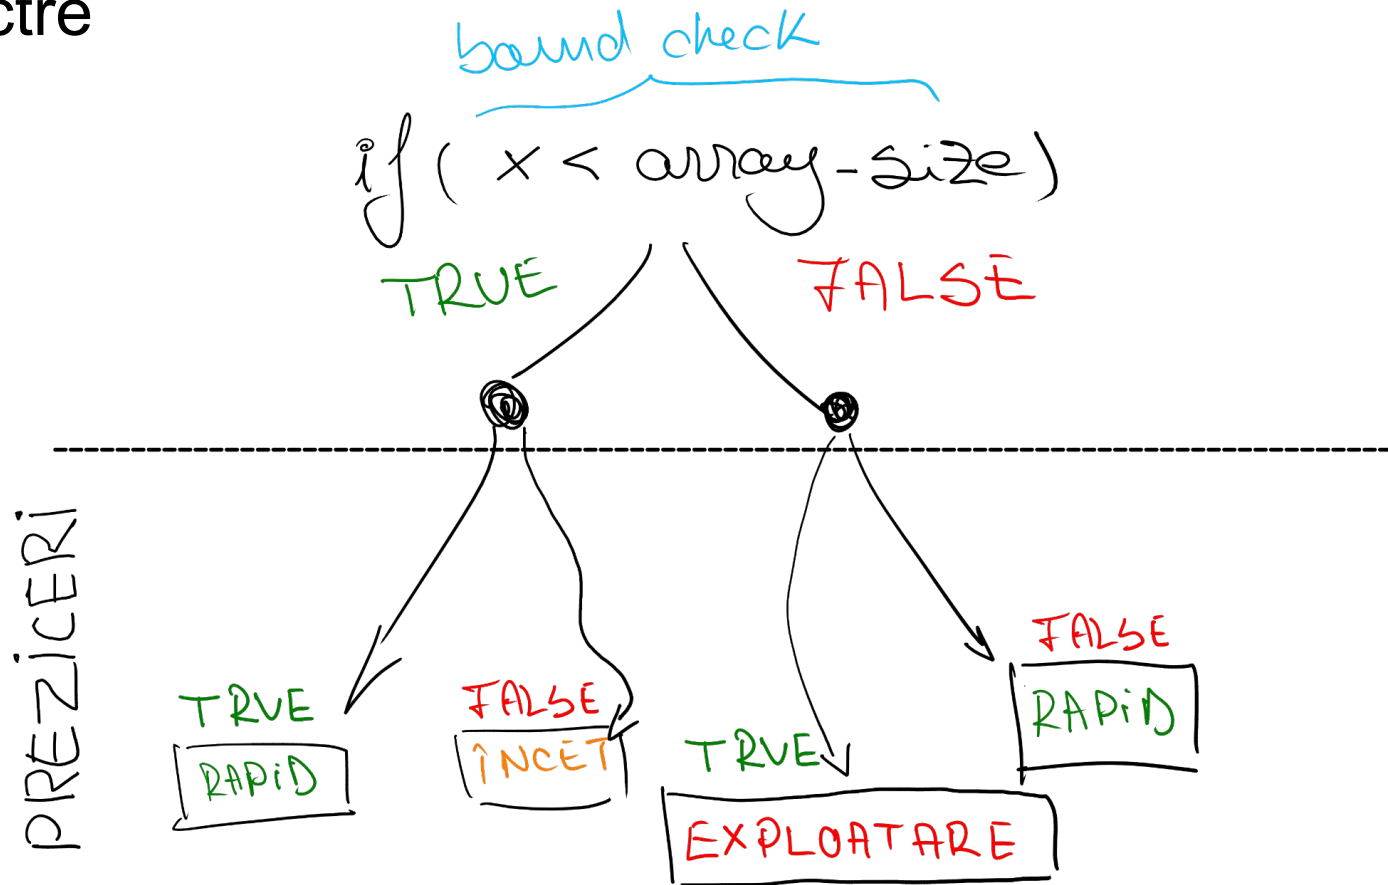 ctre
bound check
if ( x < array-size)
TRUE FALSE
PREZICERI
FALSE
TRUE FALSE RAPID
RAPID ÎNCET TRUE
EXPLOATARE